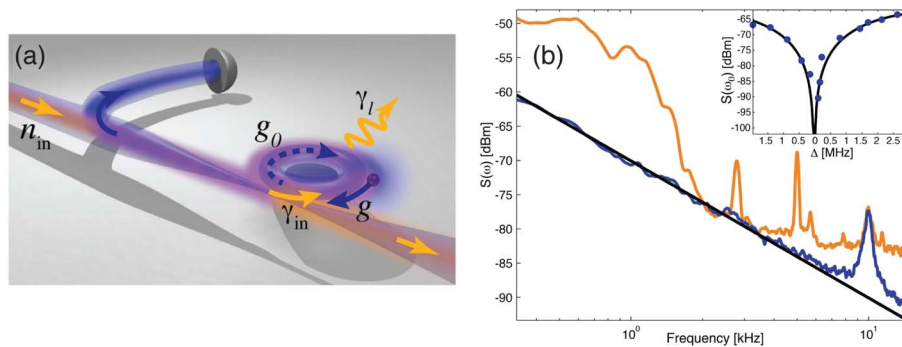 (a)
n_in
g_0
γ_l
g
γ_in
(b)
S(ω) [dBm]
-50
-55
-60
-65
-70
-75
-80
-85
-90
10^0
10^1
Frequency [kHz]
S(ω_0) [dBm]
-65
-70
-75
-80
-85
-90
-95
-100
1.5 1 0.5 0 0.5 1 1.5 2 2.5
Δ [MHz]